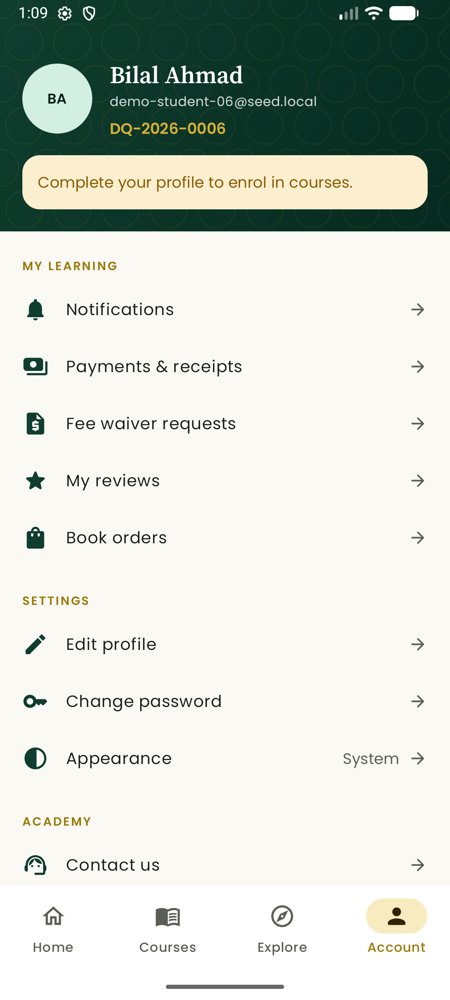 1:09
BA
Bilal Ahmad
demo-student-06@seed.local
DQ-2026-0006
Complete your profile to enrol in courses.
MY LEARNING
Notifications
Payments & receipts
Fee waiver requests
My reviews
Book orders
SETTINGS
Edit profile
Change password
Appearance System
ACADEMY
Contact us
Home Courses Explore Account